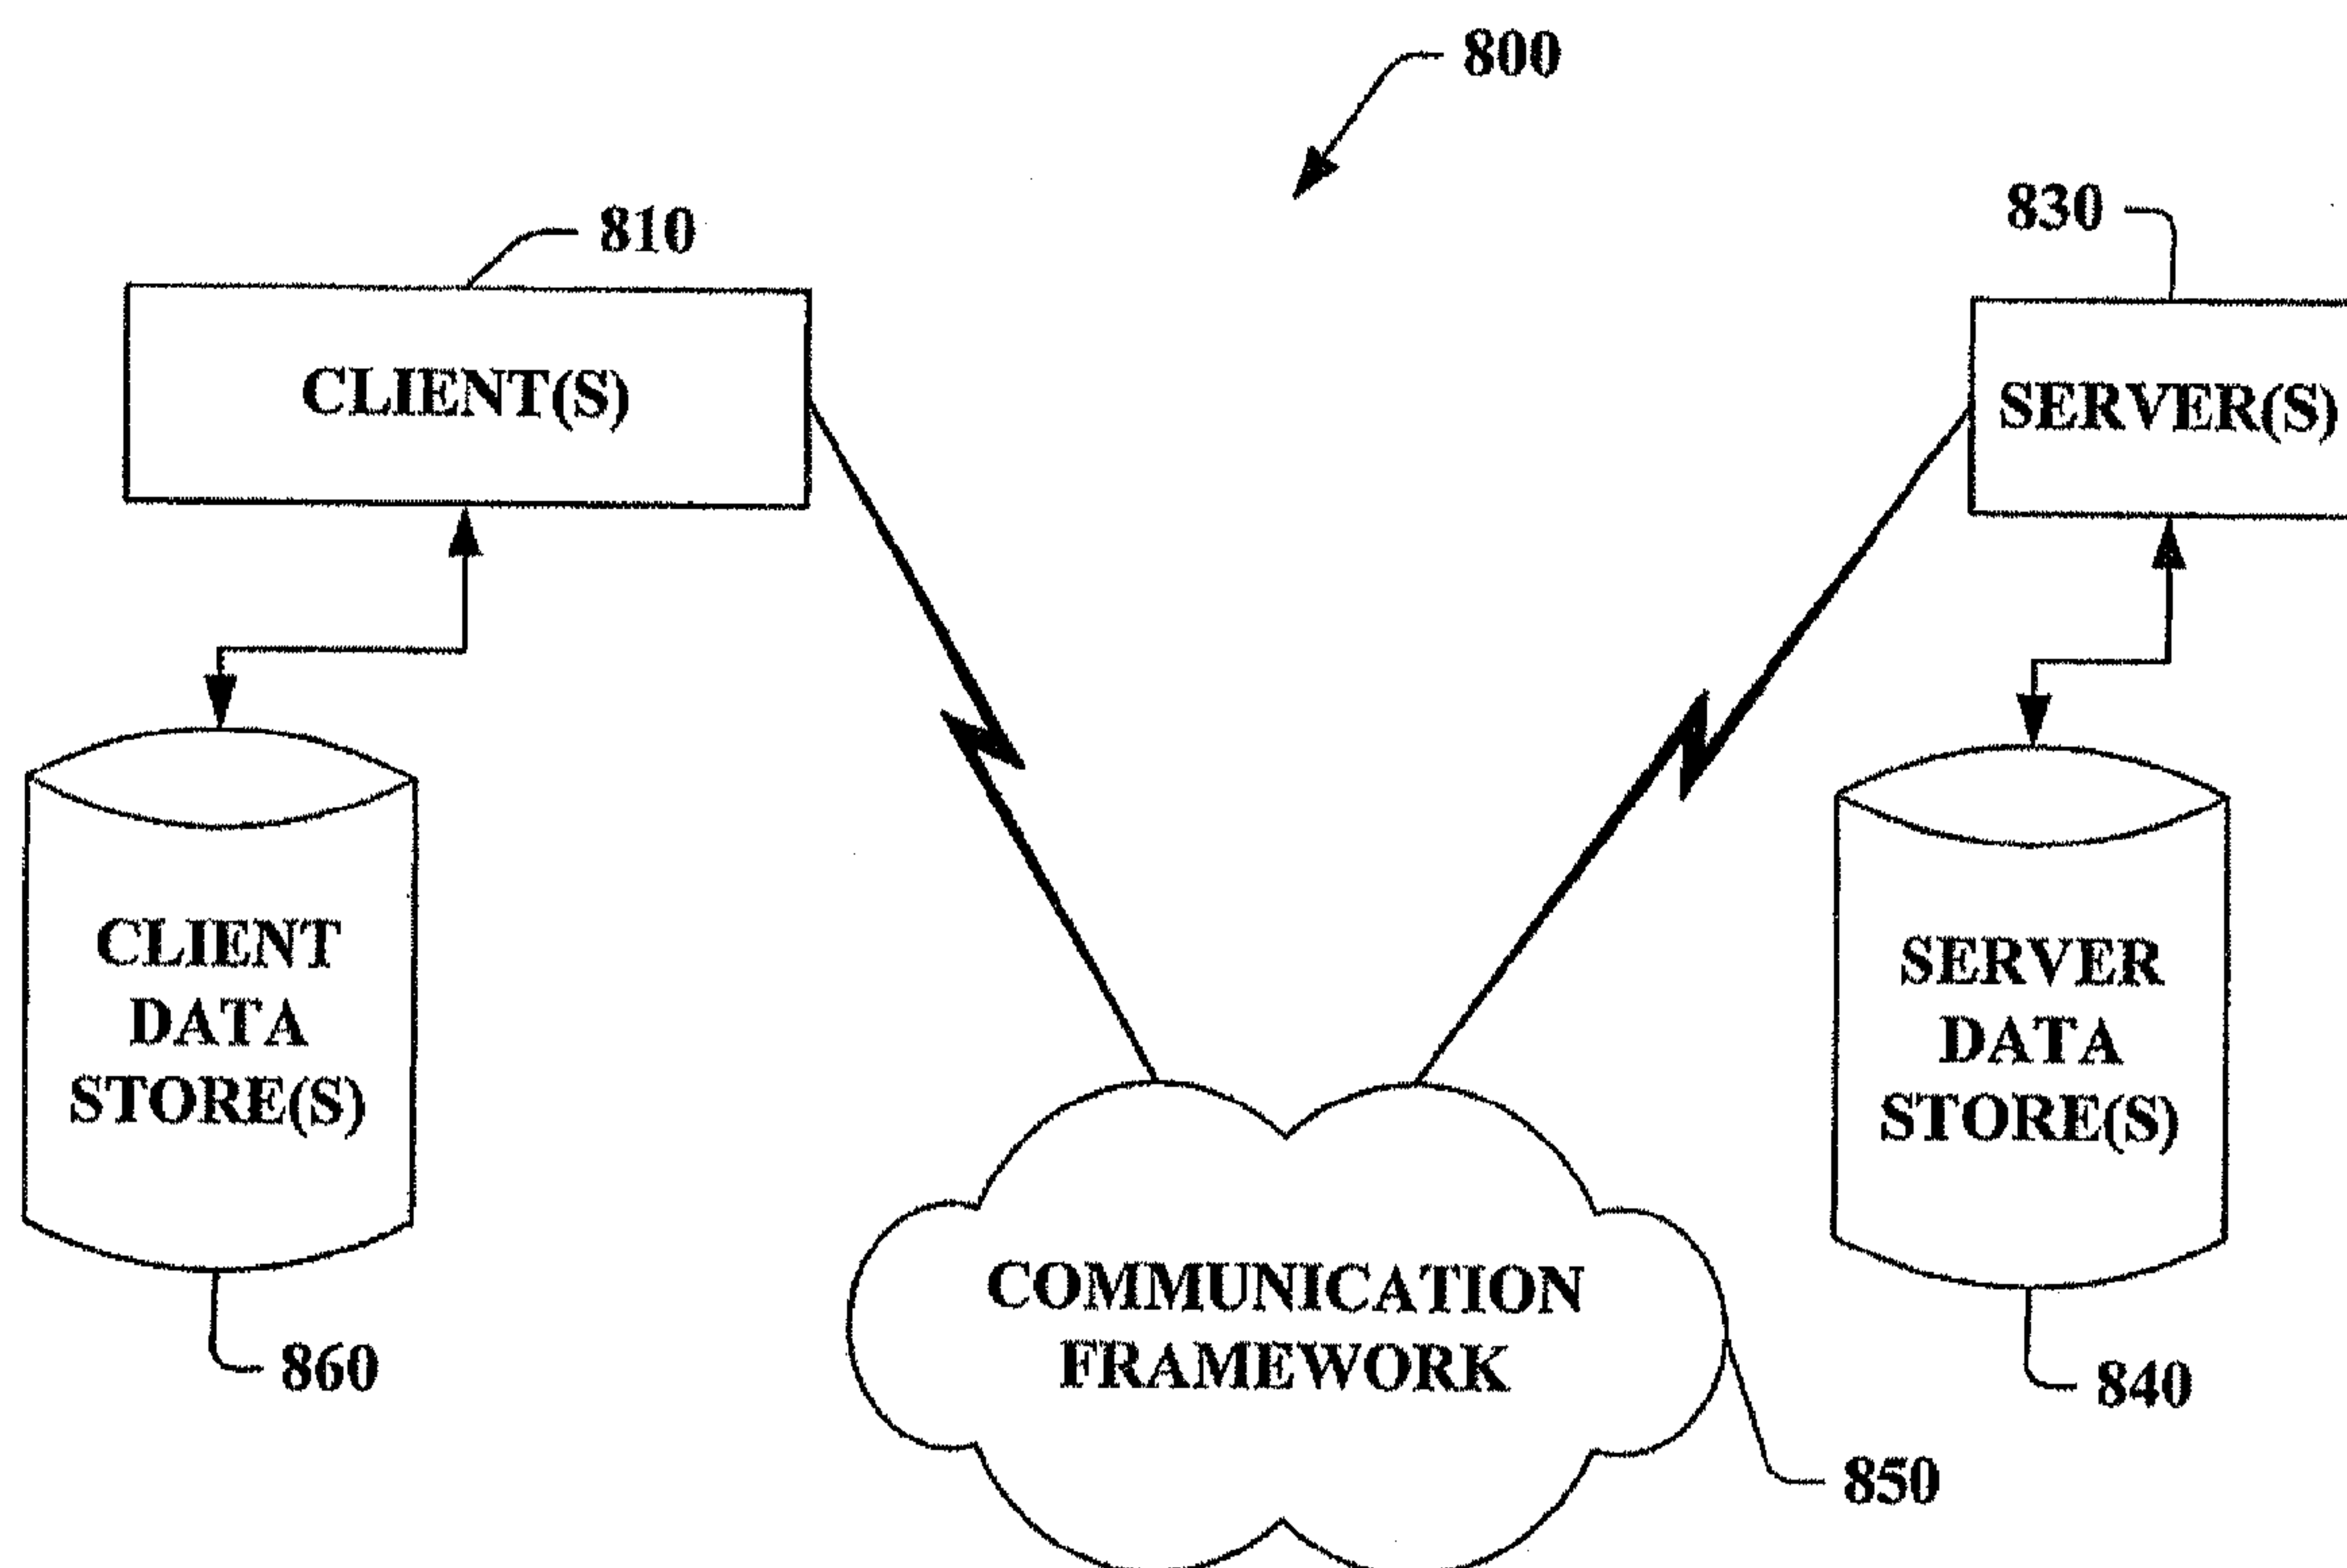 800
810
830
CLIENT(S)
SERVER(S)
CLIENT
DATA
STORE(S)
SERVER
DATA
STORE(S)
COMMUNICATION
FRAMEWORK
860
840
850